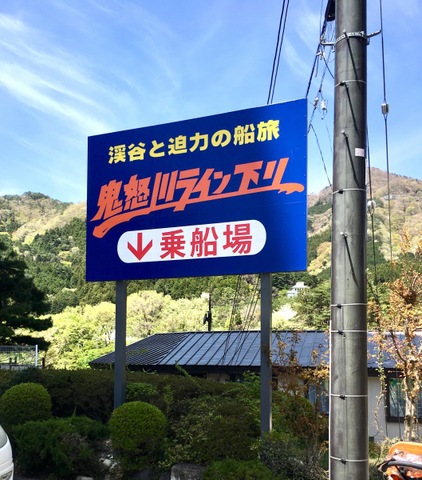 渓谷と迫力の船旅
鬼怒川ライン下り
↓乗船場